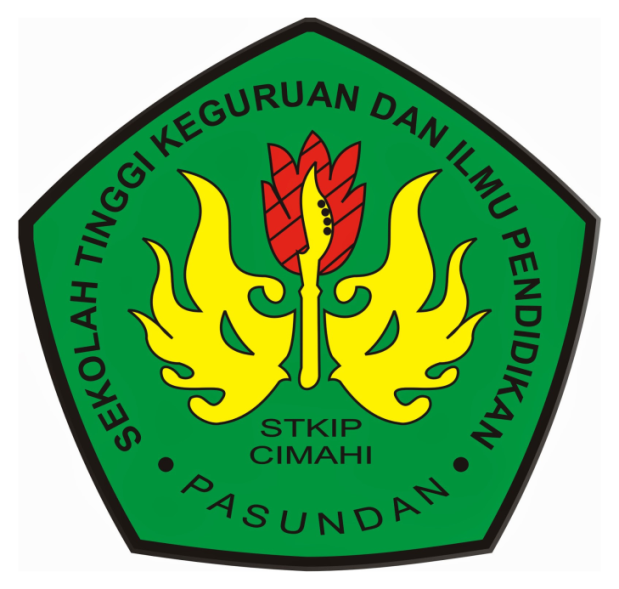 SEKOLAH TINGGI KEGURUAN DAN ILMU PENDIDIKAN
STKIP
CIMAHI
• PASUNDAN •